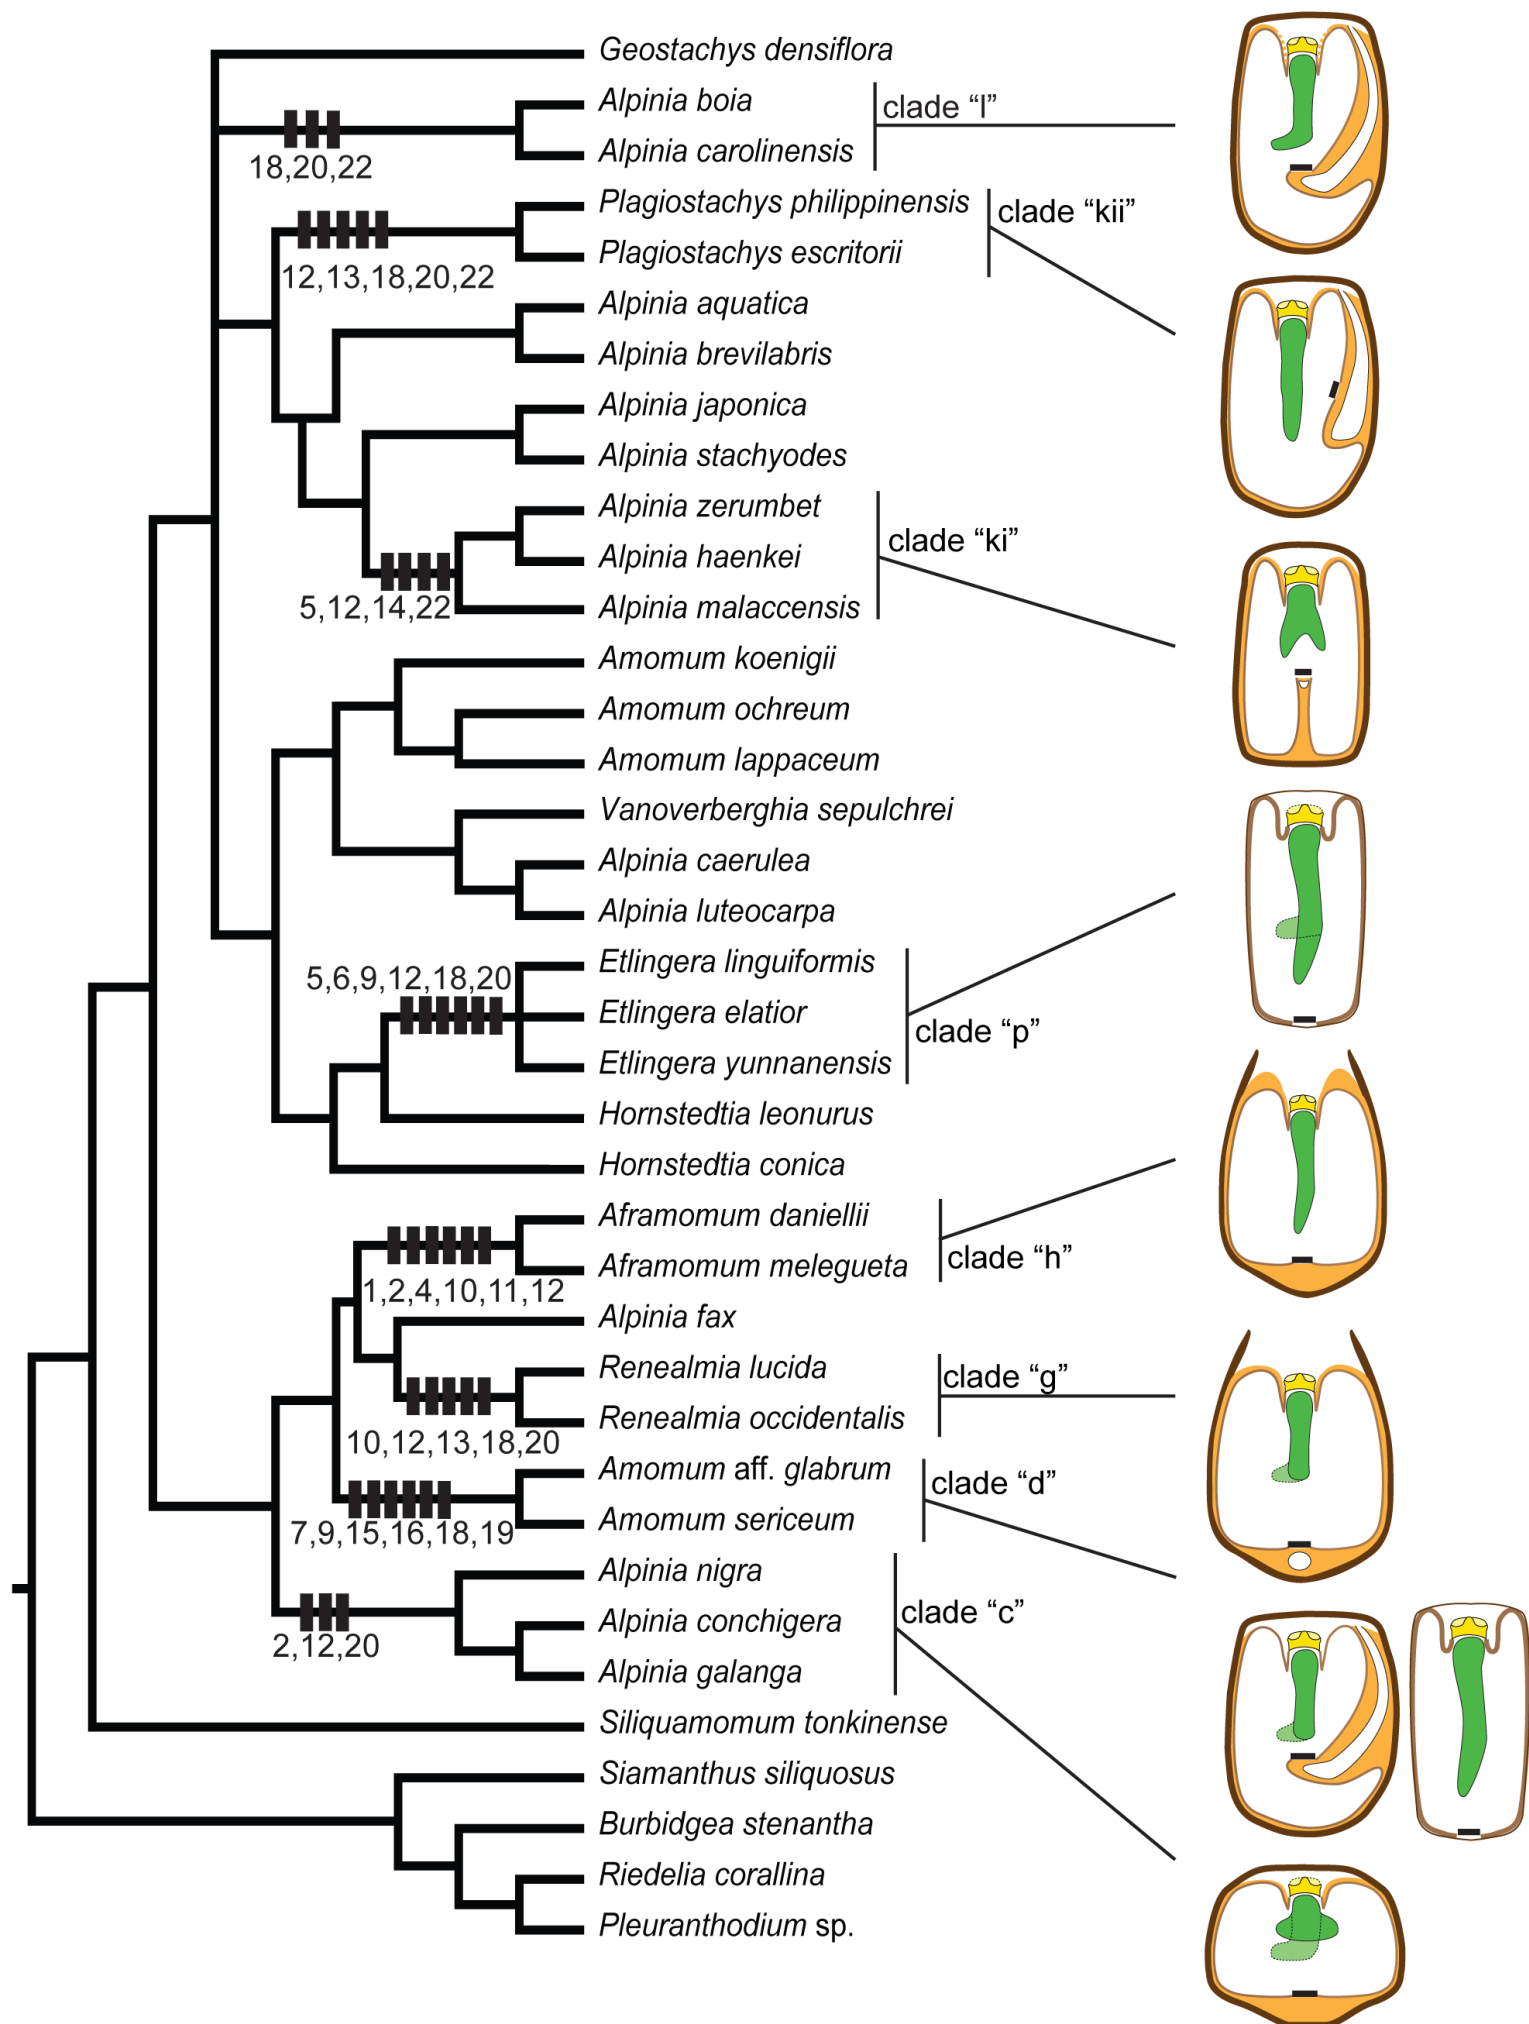 Geostachys densiflora
Alpinia boia
clade “l”
Alpinia carolinensis
18,20,22
Plagiostachys philippinensis
clade “kii”
Plagiostachys escritorii
12,13,18,20,22
Alpinia aquatica
Alpinia brevilabris
Alpinia japonica
Alpinia stachyodes
Alpinia zerumbet
clade “ki”
Alpinia haenkei
5,12,14,22
Alpinia malaccensis
Amomum koenigii
Amomum ochreum
Amomum lappaceum
Vanoverberghia sepulchrei
Alpinia caerulea
Alpinia luteocarpa
Etlingera linguiformis
5,6,9,12,18,20
Etlingera elatior
clade “p”
Etlingera yunnanensis
Hornstedtia leonurus
Hornstedtia conica
Aframomum daniellii
clade “h”
Aframomum melegueta
1,2,4,10,11,12
Alpinia fax
Renealmia lucida
clade “g”
Renealmia occidentalis
10,12,13,18,20
Amomum aff. glabrum
clade “d”
Amomum sericeum
7,9,15,16,18,19
Alpinia nigra
clade “c”
Alpinia conchigera
2,12,20
Alpinia galanga
Siliquamomum tonkinense
Siamanthus siliquosus
Burbidgea stenantha
Riedelia corallina
Pleuranthodium sp.